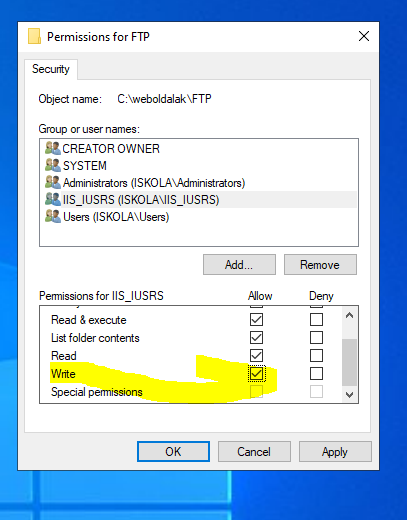 Permissions for FTP
Security
Object name: C:\weboldalak\FTP
Group or user names:
CREATOR OWNER
SYSTEM
Administrators (ISKOLA\Administrators)
IIS_IUSRS (ISKOLA\IIS_IUSRS)
Users (ISKOLA\Users)
Add... Remove
Permissions for IIS_IUSRS Allow Deny
Read & execute
List folder contents
Read
Write
Special permissions
OK Cancel Apply